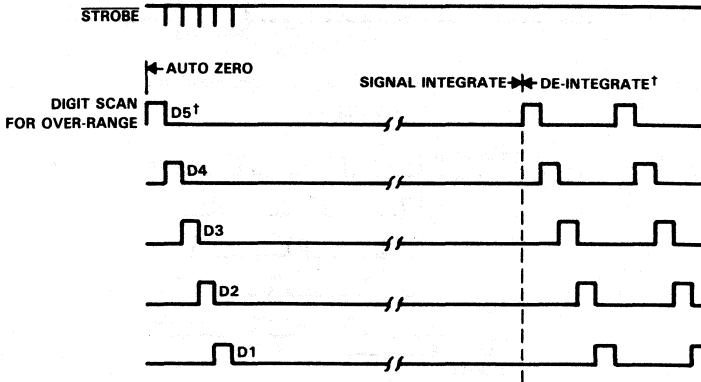 STROBE
AUTO ZERO
SIGNAL INTEGRATE
DE-INTEGRATE†
DIGIT SCAN
FOR OVER-RANGE
D5†
D4
D3
D2
D1